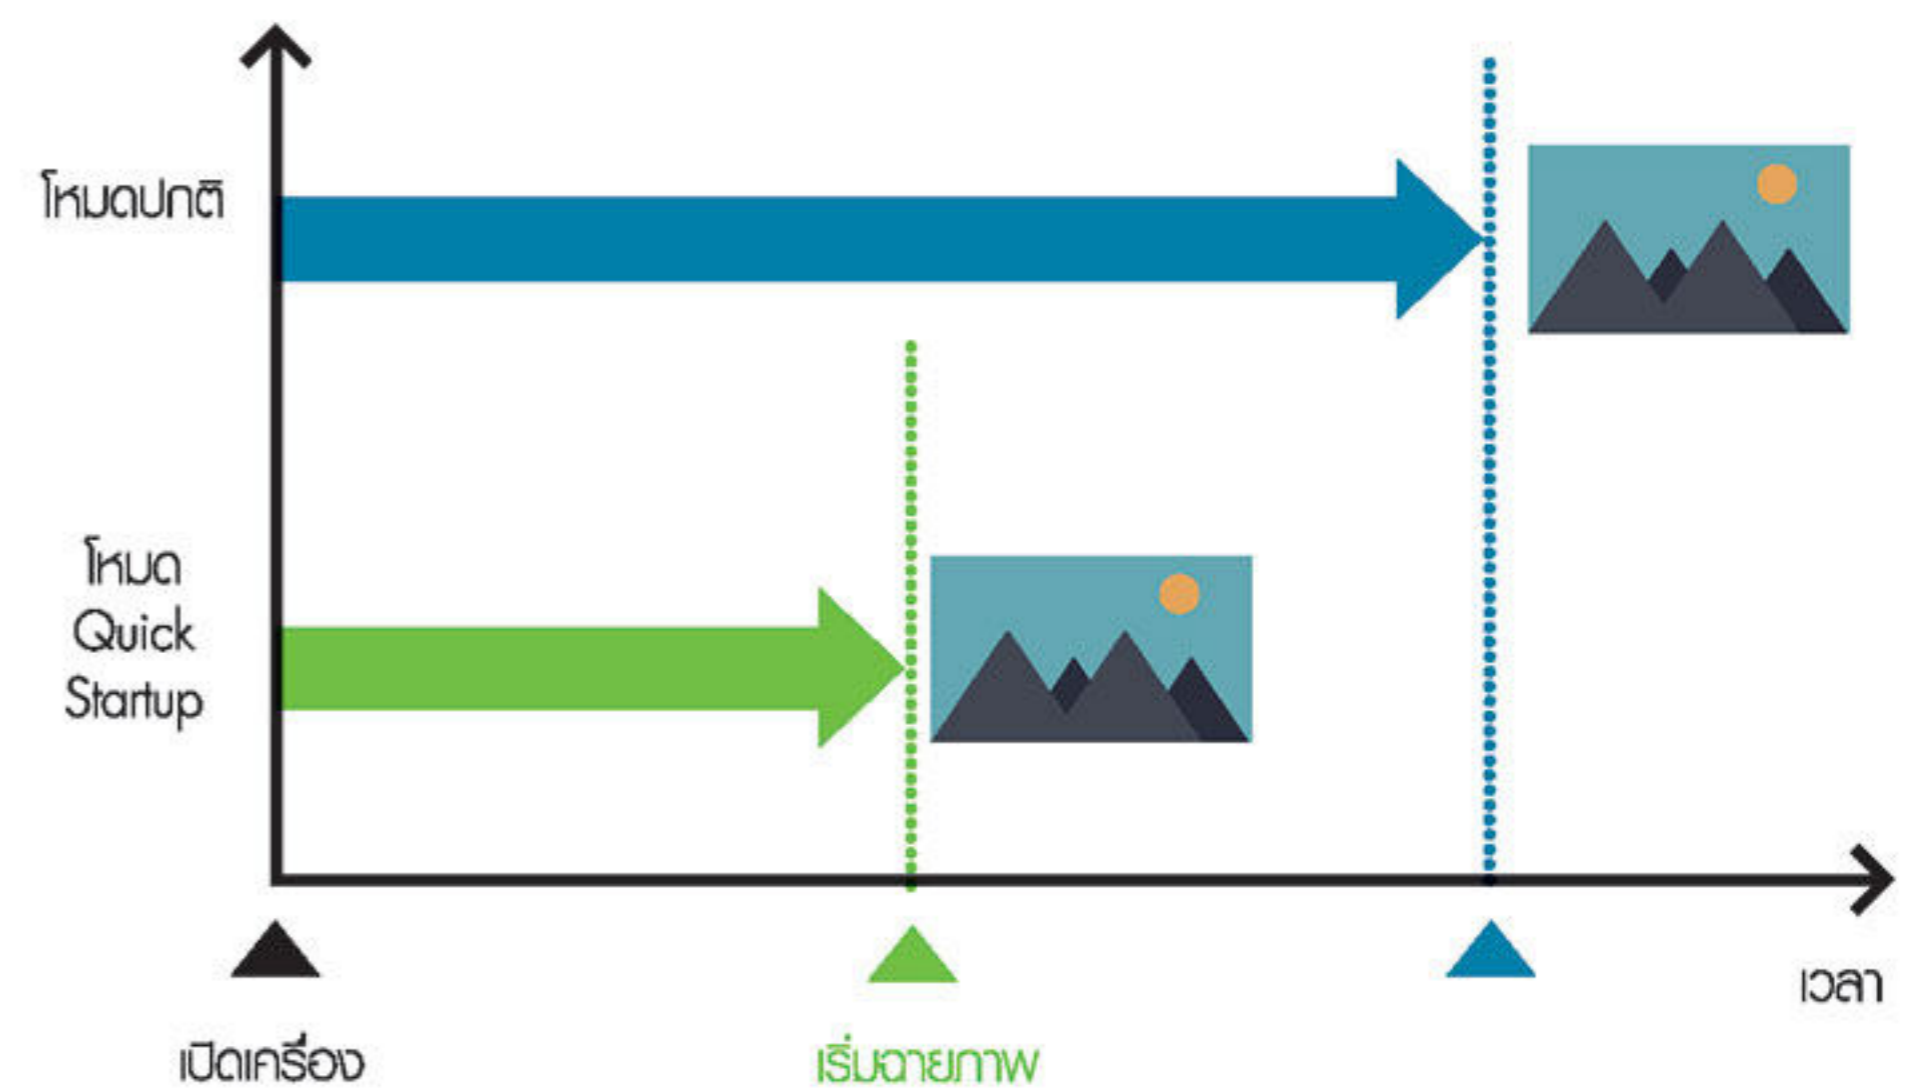 โหมดปกติ
โหมด
Quick
Startup
เวลา
เปิดเครื่อง
เริ่มฉายภาพ